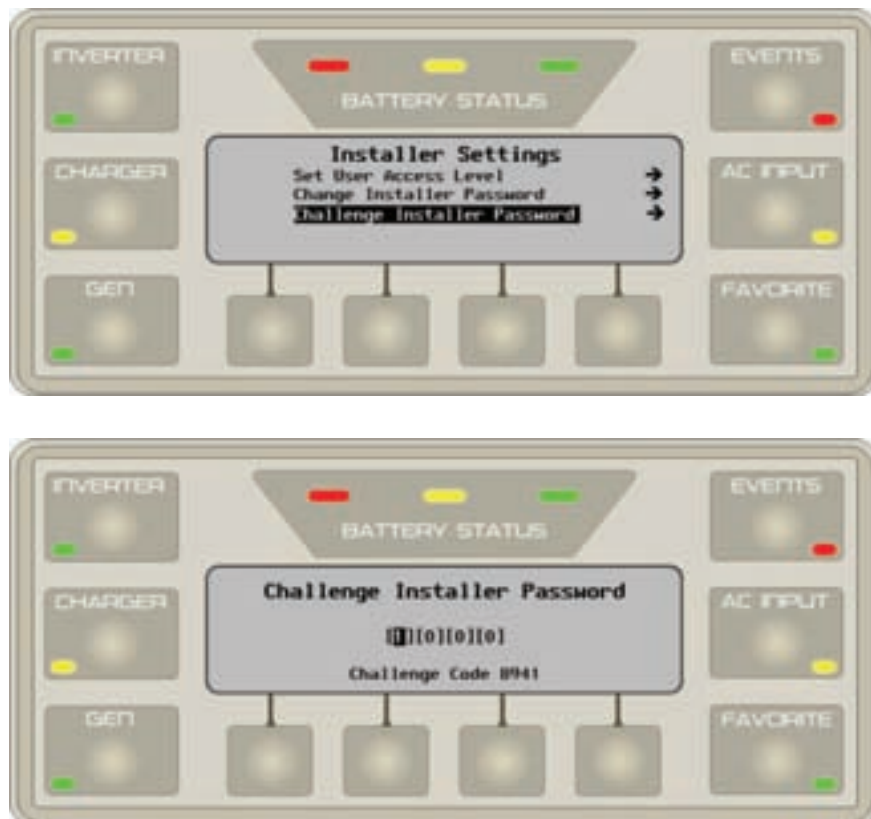 INVERTER
EVENTS
BATTERY STATUS
Installer Settings
CHARGER
Set User Access Level →
AC INPUT
Change Installer Password →
Challenge Installer Password →
GEN
FAVORITE
INVERTER
EVENTS
BATTERY STATUS
CHARGER
Challenge Installer Password
AC INPUT
[1][0][0][0]
Challenge Code 8941
GEN
FAVORITE